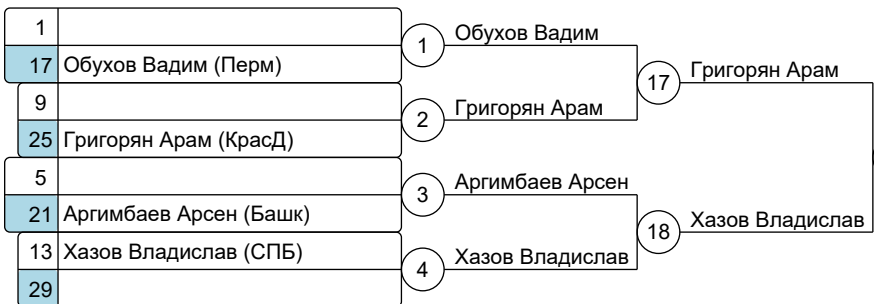 1
17 Обухов Вадим (Перм)
9
25 Григорян Арам (КрасД)
5
21 Аргимбаев Арсен (Башк)
13 Хазов Владислав (СПБ)
29
1 Обухов Вадим
2 Григорян Арам
3 Аргимбаев Арсен
4 Хазов Владислав
17 Григорян Арам
18 Хазов Владислав